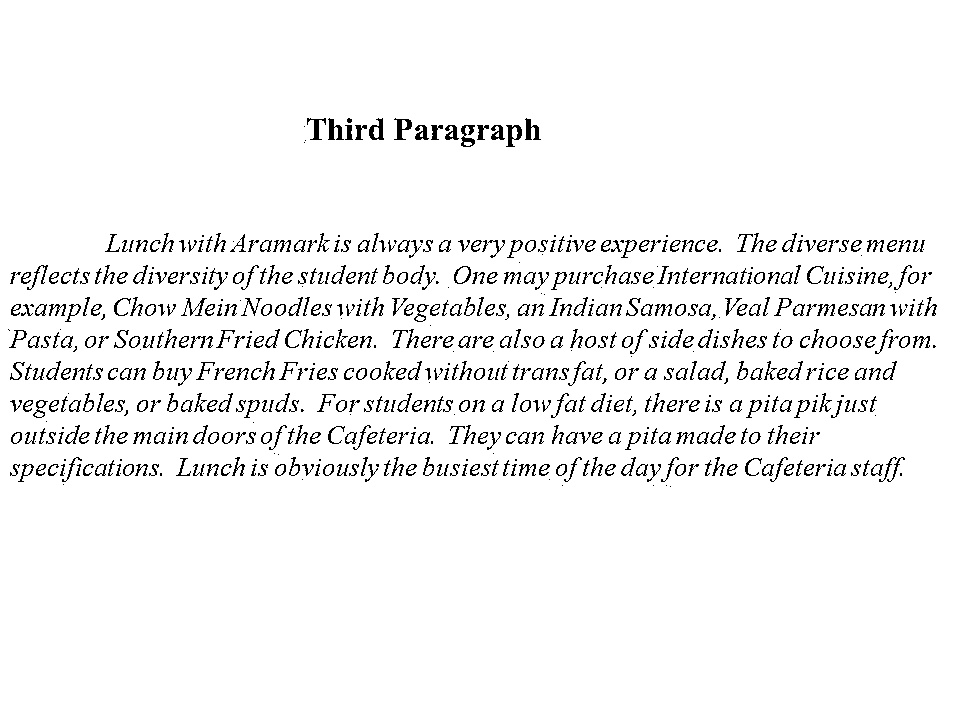 Third Paragraph
Lunch with Aramark is always a very positive experience.  The diverse menu
reflects the diversity of the student body.  One may purchase International Cuisine, for
example, Chow Mein Noodles with Vegetables, an Indian Samosa, Veal Parmesan with
Pasta, or Southern Fried Chicken.  There are also a host of side dishes to choose from.
Students can buy French Fries cooked without trans fat, or a salad, baked rice and
vegetables, or baked spuds.  For students on a low fat diet, there is a pita pik just
outside the main doors of the Cafeteria.  They can have a pita made to their
specifications.  Lunch is obviously the busiest time of the day for the Cafeteria staff.